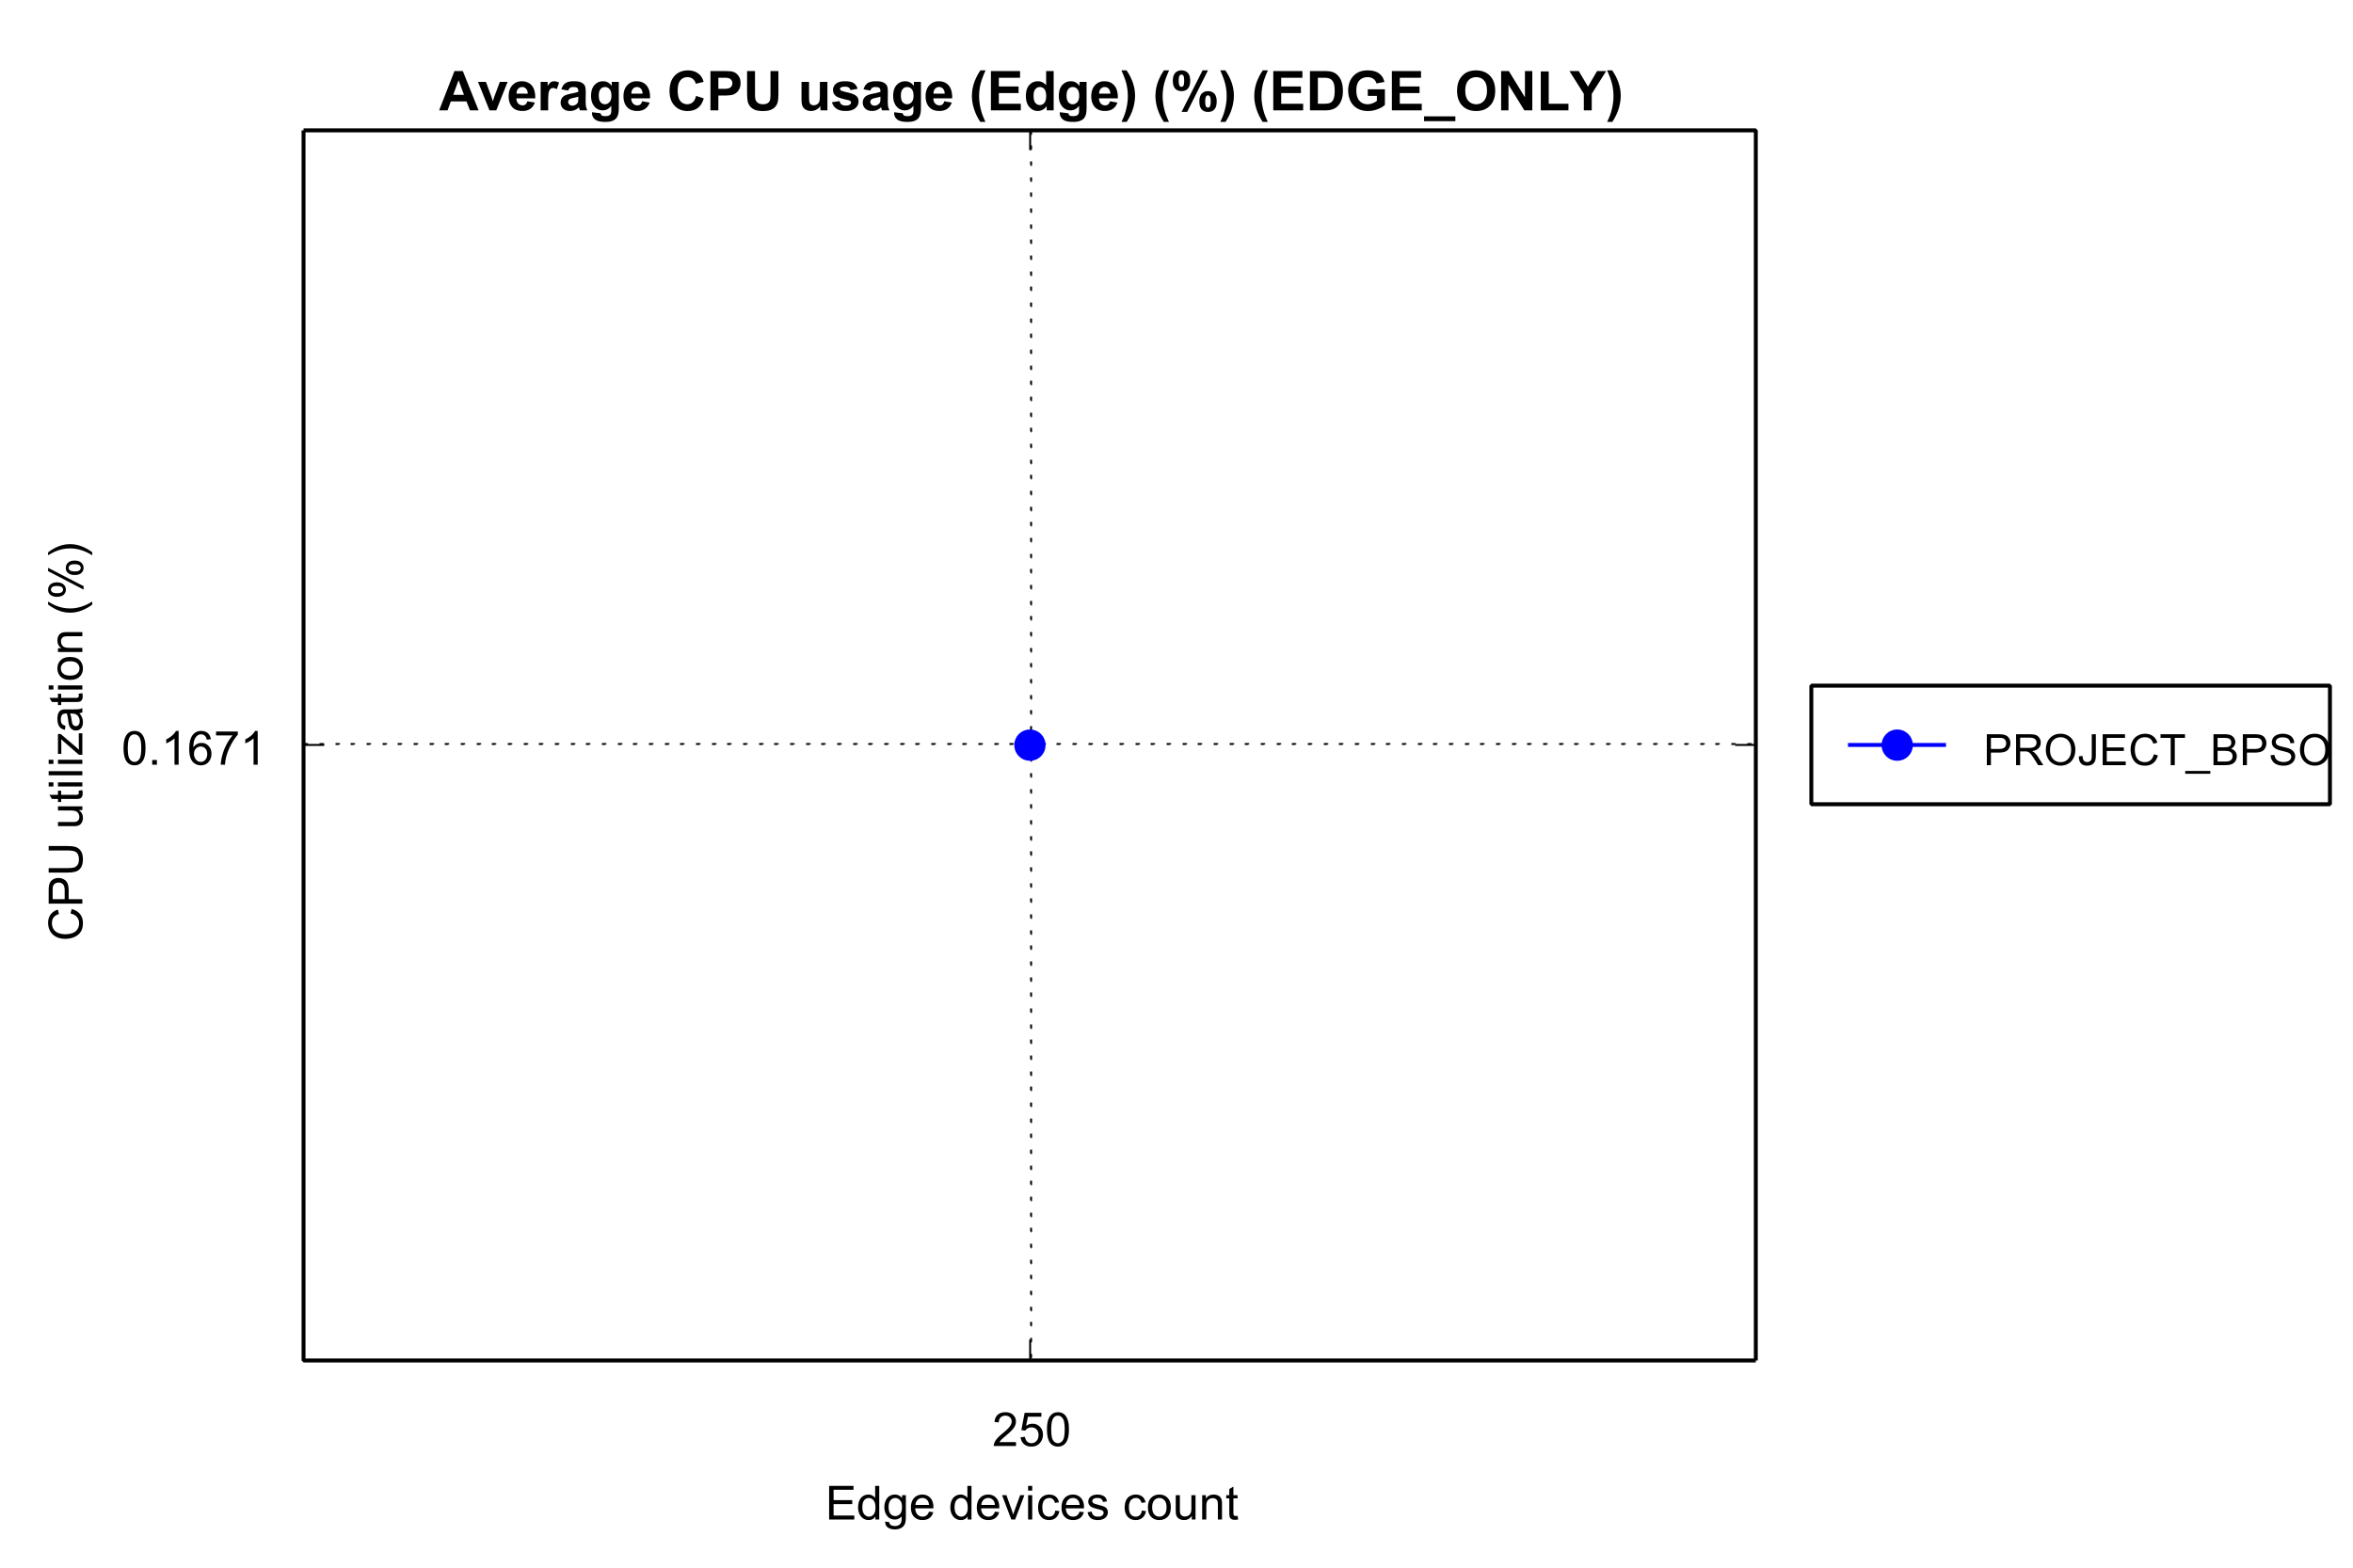 Average CPU usage (Edge) (%) (EDGE_ONLY)
CPU utilization (%)
0.1671
PROJECT_BPSO
250
Edge devices count